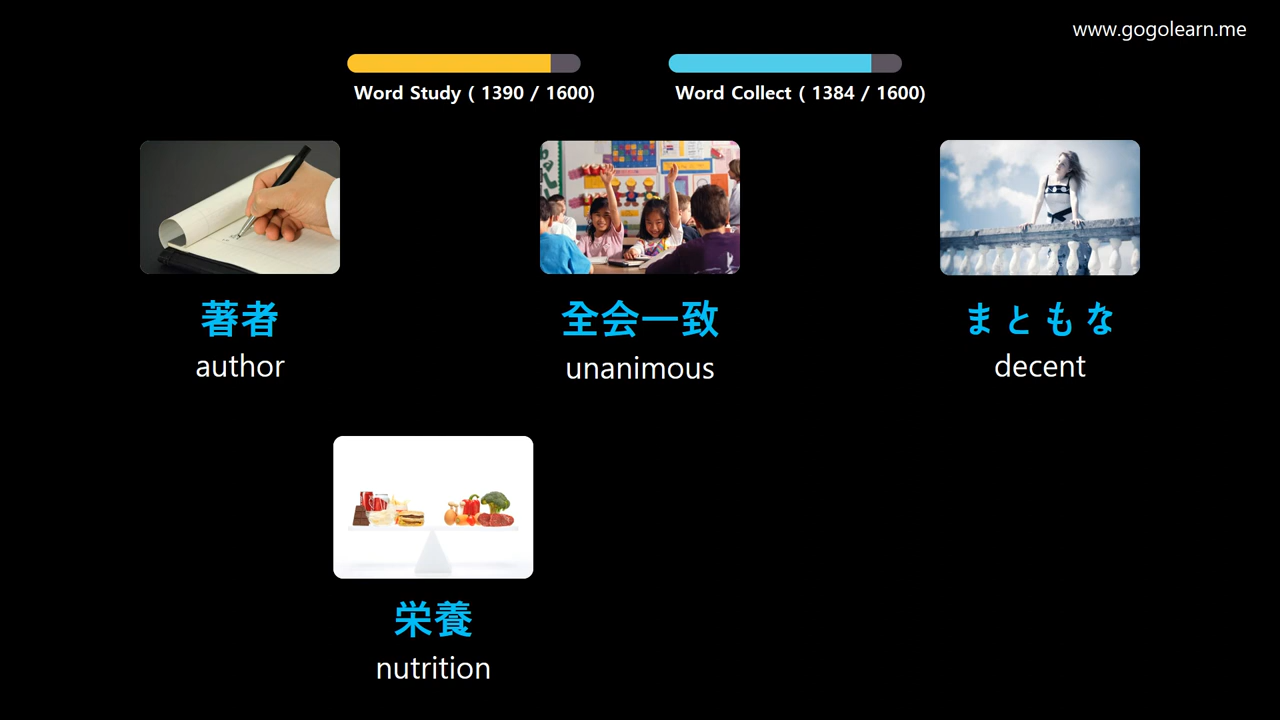 www.gogolearn.me
Word Study ( 1390 / 1600)
Word Collect ( 1384 / 1600)
著者
author
全会一致
unanimous
まともな
decent
栄養
nutrition